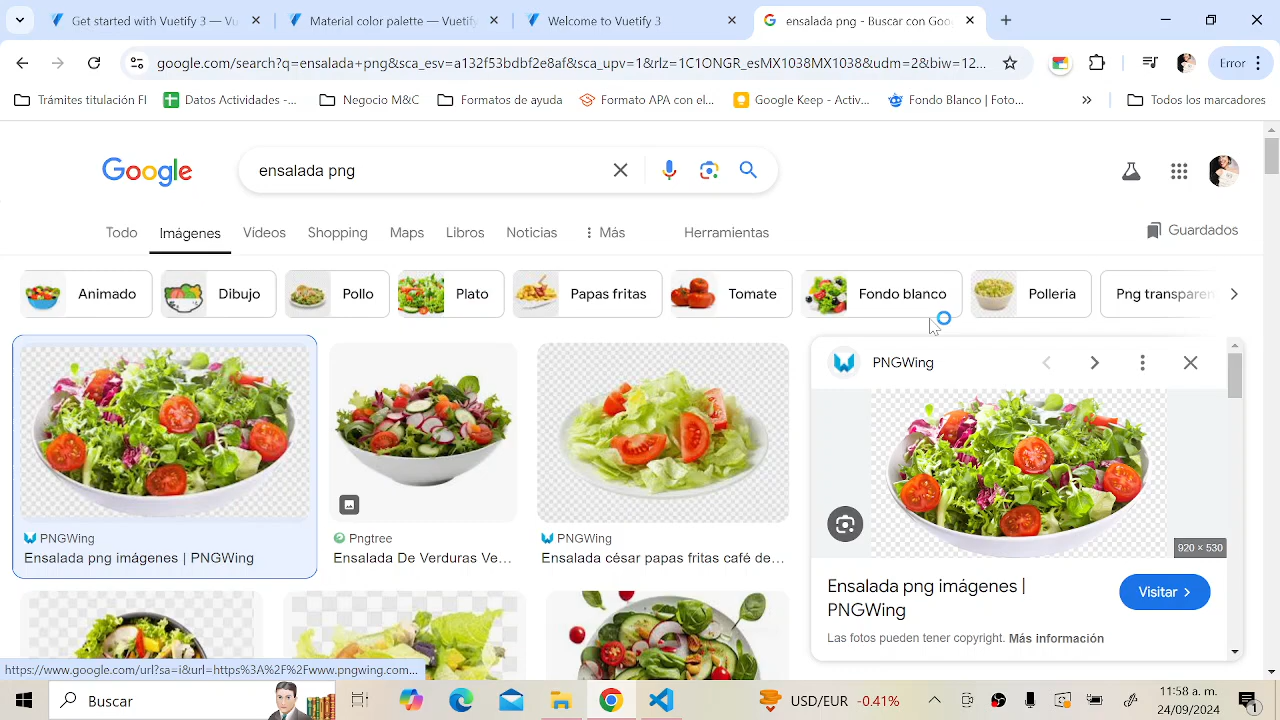 Get started with Vuetify 3 — Vu
Material color palette — Vuetify
Welcome to Vuetify 3
ensalada png - Buscar con Goo
google.com/search?q=ensalada+png&sca_esv=a132f53bdbf2e8af&sca_upv=1&rlz=1C1ONGR_esMX1038MX1038&udm=2&biw=12...
Error
Trámites titulación FI
Datos Actividades -...
Negocio M&C
Formatos de ayuda
Formato APA con el...
Google Keep - Activ...
Fondo Blanco | Foto...
Todos los marcadores
Google
ensalada png
Todo
Imágenes
Videos
Shopping
Maps
Libros
Noticias
Más
Herramientas
Guardados
Animado
Dibujo
Pollo
Plato
Papas fritas
Tomate
Fondo blanco
Polleria
Png transparen
PNGWing
920 × 530
PNGWing
Ensalada png imágenes | PNGWing
Pngtree
Ensalada De Verduras Ve...
PNGWing
Ensalada césar papas fritas café de...
Ensalada png imágenes |
PNGWing
Visitar
Las fotos pueden tener copyright. Más información
https://www.google.com/url?sa=i&url=https%3A%2F%2Fwww.pngwing.com...
Buscar
USD/EUR -0.41%
11:58 a. m.
24/09/2024
1